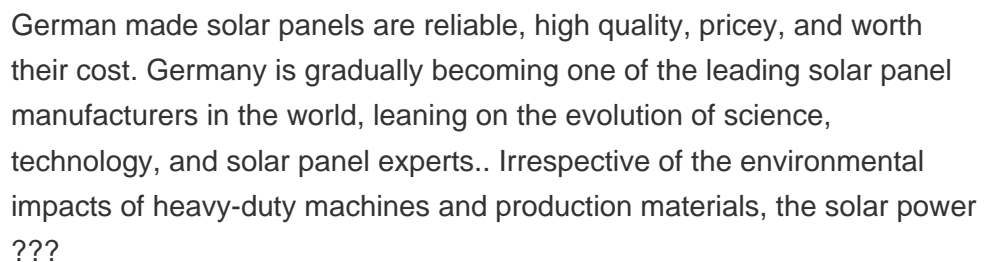 German made solar panels are reliable, high quality, pricey, and worth
their cost. Germany is gradually becoming one of the leading solar panel
manufacturers in the world, leaning on the evolution of science,
technology, and solar panel experts.. Irrespective of the environmental
impacts of heavy-duty machines and production materials, the solar power
???